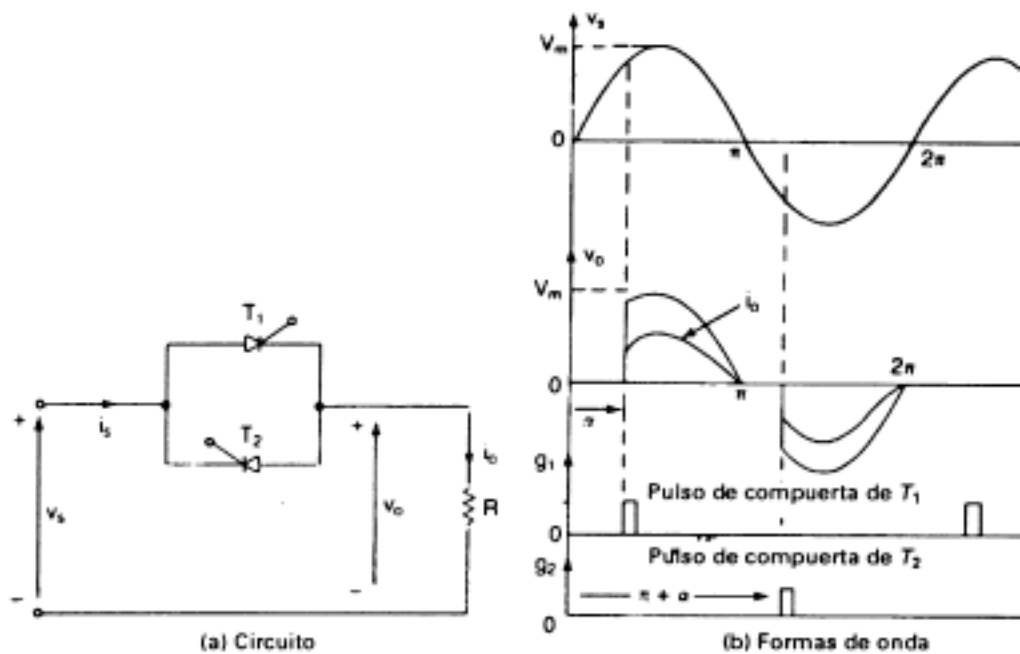 T₁
T₂
+
−
iₛ
vₛ
+
−
v₀
i₀
R
(a) Circuito
vₛ
Vₘ
0
π
2π
v₀
Vₘ
i₀
0
π
2π
g₁
Pulso de compuerta de T₁
0
g₂
Pulso de compuerta de T₂
π + α
0
(b) Formas de onda